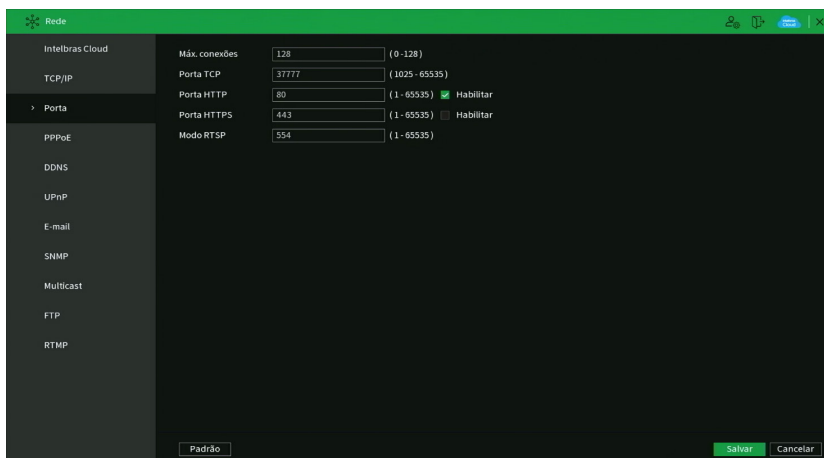 Rede
Intelbras Cloud
TCP/IP
> Porta
PPPoE
DDNS
UPnP
E-mail
SNMP
Multicast
FTP
RTMP
Máx. conexões 128 (0-128)
Porta TCP 37777 (1025-65535)
Porta HTTP 80 (1-65535) Habilitar
Porta HTTPS 443 (1-65535) Habilitar
Modo RTSP 554 (1-65535)
Padrão Salvar Cancelar